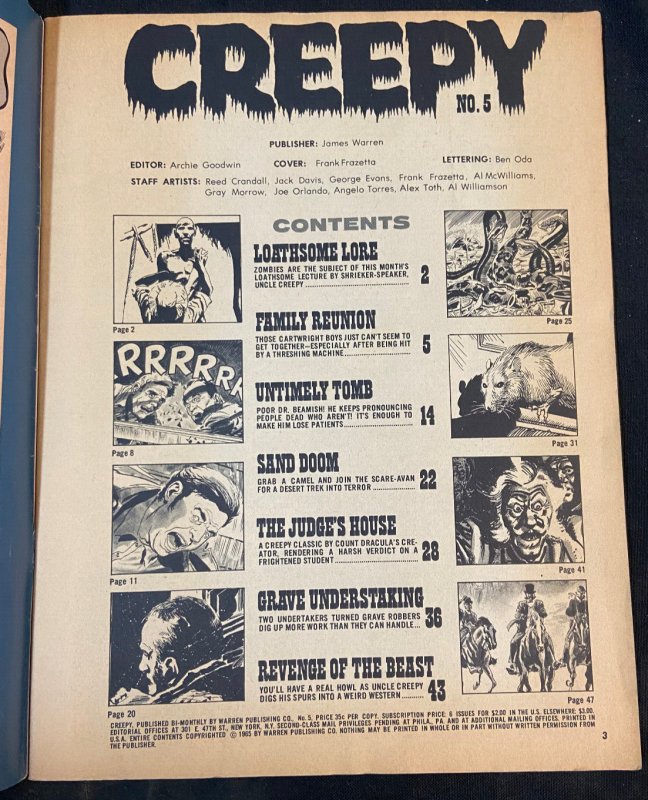 CREEPY
NO. 5
PUBLISHER: James Warren
EDITOR: Archie Goodwin COVER: Frank Frazetta LETTERING: Ben Oda
STAFF ARTISTS: Reed Crandall, Jack Davis, George Evans, Frank Frazetta, Al McWilliams,
Gray Morrow, Joe Orlando, Angelo Torres, Alex Toth, Al Williamson
CONTENTS
LOATHSOME LORE
ZOMBIES ARE THE SUBJECT OF THIS MONTH'S
LOATHSOME LECTURE BY SHRIEKER-SPEAKER,
UNCLE CREEPY ........................ 2
FAMILY REUNION
THOSE CARTWRIGHT BOYS JUST CAN'T SEEM TO
GET TOGETHER—ESPECIALLY AFTER BEING HIT
BY A THRESHING MACHINE ................ 5
UNTIMELY TOMB
POOR DR. BEAMISH! HE KEEPS PRONOUNCING
PEOPLE DEAD WHO AREN'T! IT'S ENOUGH TO
MAKE HIM LOSE PATIENTS ................ 14
SAND DOOM
GRAB A CAMEL AND JOIN THE SCARE-AVAN
FOR A DESERT TREK INTO TERROR ............ 22
THE JUDGE'S HOUSE
A CREEPY CLASSIC BY COUNT DRACULA'S CRE-
ATOR, RENDERING A HARSH VERDICT ON A
FRIGHTENED STUDENT .................... 28
GRAVE UNDERSTAKING
TWO UNDERTAKERS TURNED GRAVE ROBBERS
DIG UP MORE WORK THAN THEY CAN HANDLE... 36
REVENGE OF THE BEAST
YOU'LL HAVE A REAL HOWL AS UNCLE CREEPY
DIGS HIS SPURS INTO A WEIRD WESTERN ......... 43
Page 2
RRRRRRR
Page 8
Page 11
Page 20
Page 25
Page 31
Page 41
Page 47
CREEPY, PUBLISHED BI-MONTHLY BY WARREN PUBLISHING CO., No. 5, PRICE 35c PER COPY. SUBSCRIPTION PRICE: 6 ISSUES FOR $2.00 IN THE U.S. ELSEWHERE: $3.00.
EDITORIAL OFFICES AT 301 E. 47TH ST., NEW YORK, N.Y. SECOND-CLASS MAIL PRIVILEGES PENDING AT PHILA., PA. AND AT ADDITIONAL MAILING OFFICES. PRINTED IN
U.S.A. ENTIRE CONTENTS COPYRIGHTED © 1965 BY WARREN PUBLISHING CO. NOTHING MAY BE PRINTED IN WHOLE OR IN PART WITHOUT WRITTEN PERMISSION FROM
THE PUBLISHER.
3